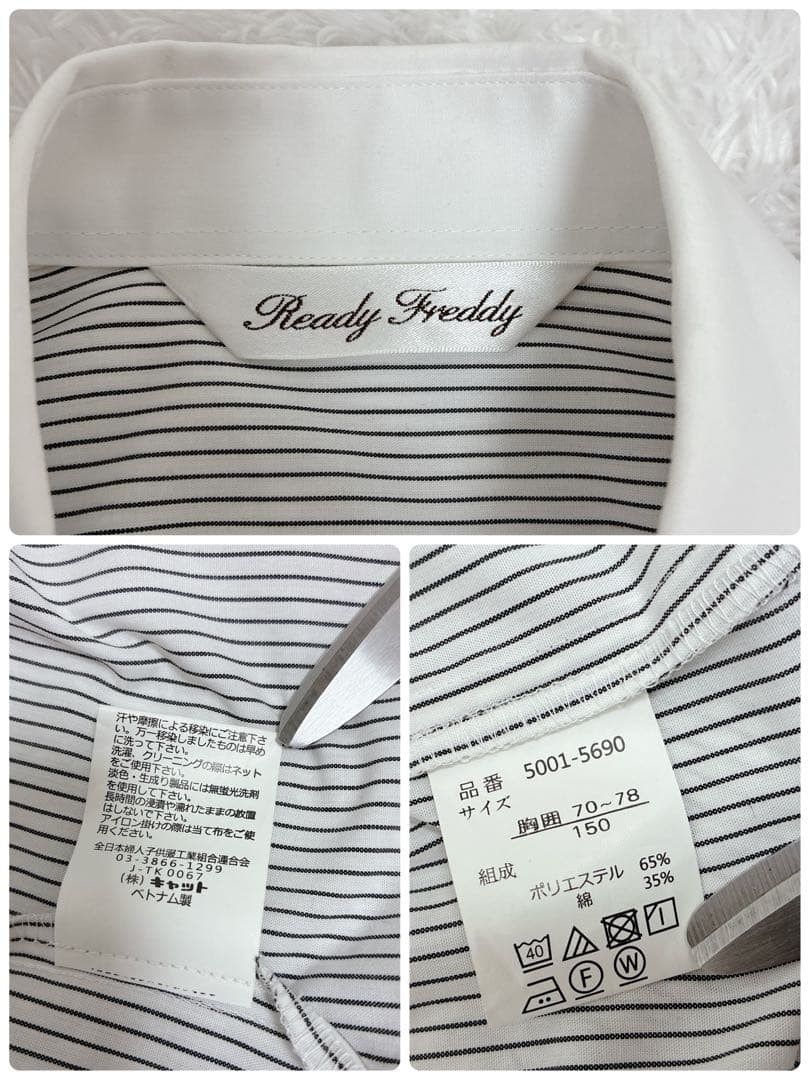 Ready Freddy
汗や摩擦による移染にご注意下さ
い。万一移染しましたものは早め
に洗って下さい。
洗濯、クリーニングの際はネット
をご使用下さい。
淡色・生成り製品には無蛍光洗剤
を使用して下さい。
長時間の浸漬や濡れたままの放置
はしないで下さい。
アイロン掛けの際は当て布をご使
用ください。
全日本婦人子供服工業組合連合会
03-3866-1299
J-TK0067
(株)キャット
ベトナム製
品番 5001-5690
サイズ
胸囲 70~78
150
組成 ポリエステル 65%
綿 35%
40
F W